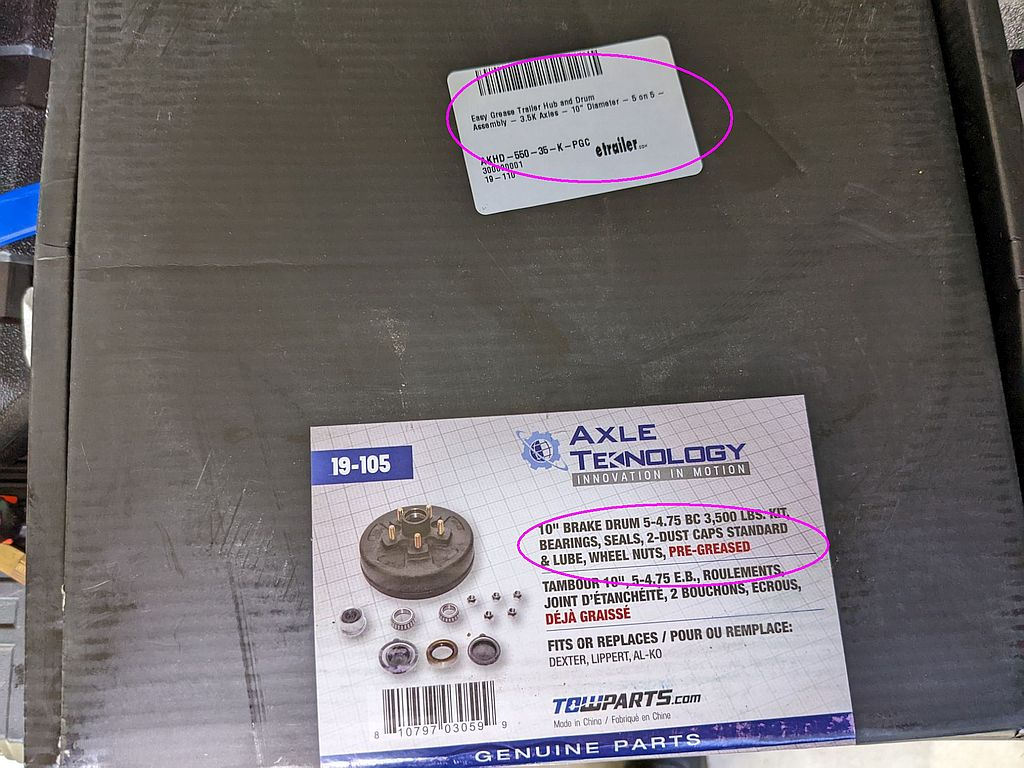 Easy Grease Trailer Hub and Drum
Assembly - 3.5K Axles - 10" Diameter - 5 on 5 -
AKHD-550-35-K-PGC
300000001
etrailer.com
19-110
19-105
AXLE
TEKNOLOGY
INNOVATION IN MOTION
10" BRAKE DRUM 5-4.75 BC 3,500 LBS. KIT,
BEARINGS, SEALS, 2-DUST CAPS STANDARD
& LUBE, WHEEL NUTS, PRE-GREASED
TAMBOUR 10", 5-4.75 E.B., ROULEMENTS,
JOINT D'ÉTANCHÉITÉ, 2 BOUCHONS, ÉCROUS,
DÉJÀ GRAISSÉ
FITS OR REPLACES / POUR OU REMPLACE:
DEXTER, LIPPERT, AL-KO
TOWPARTS.com
Made in China / Fabriqué en Chine
8 10797 03059 9
GENUINE PARTS